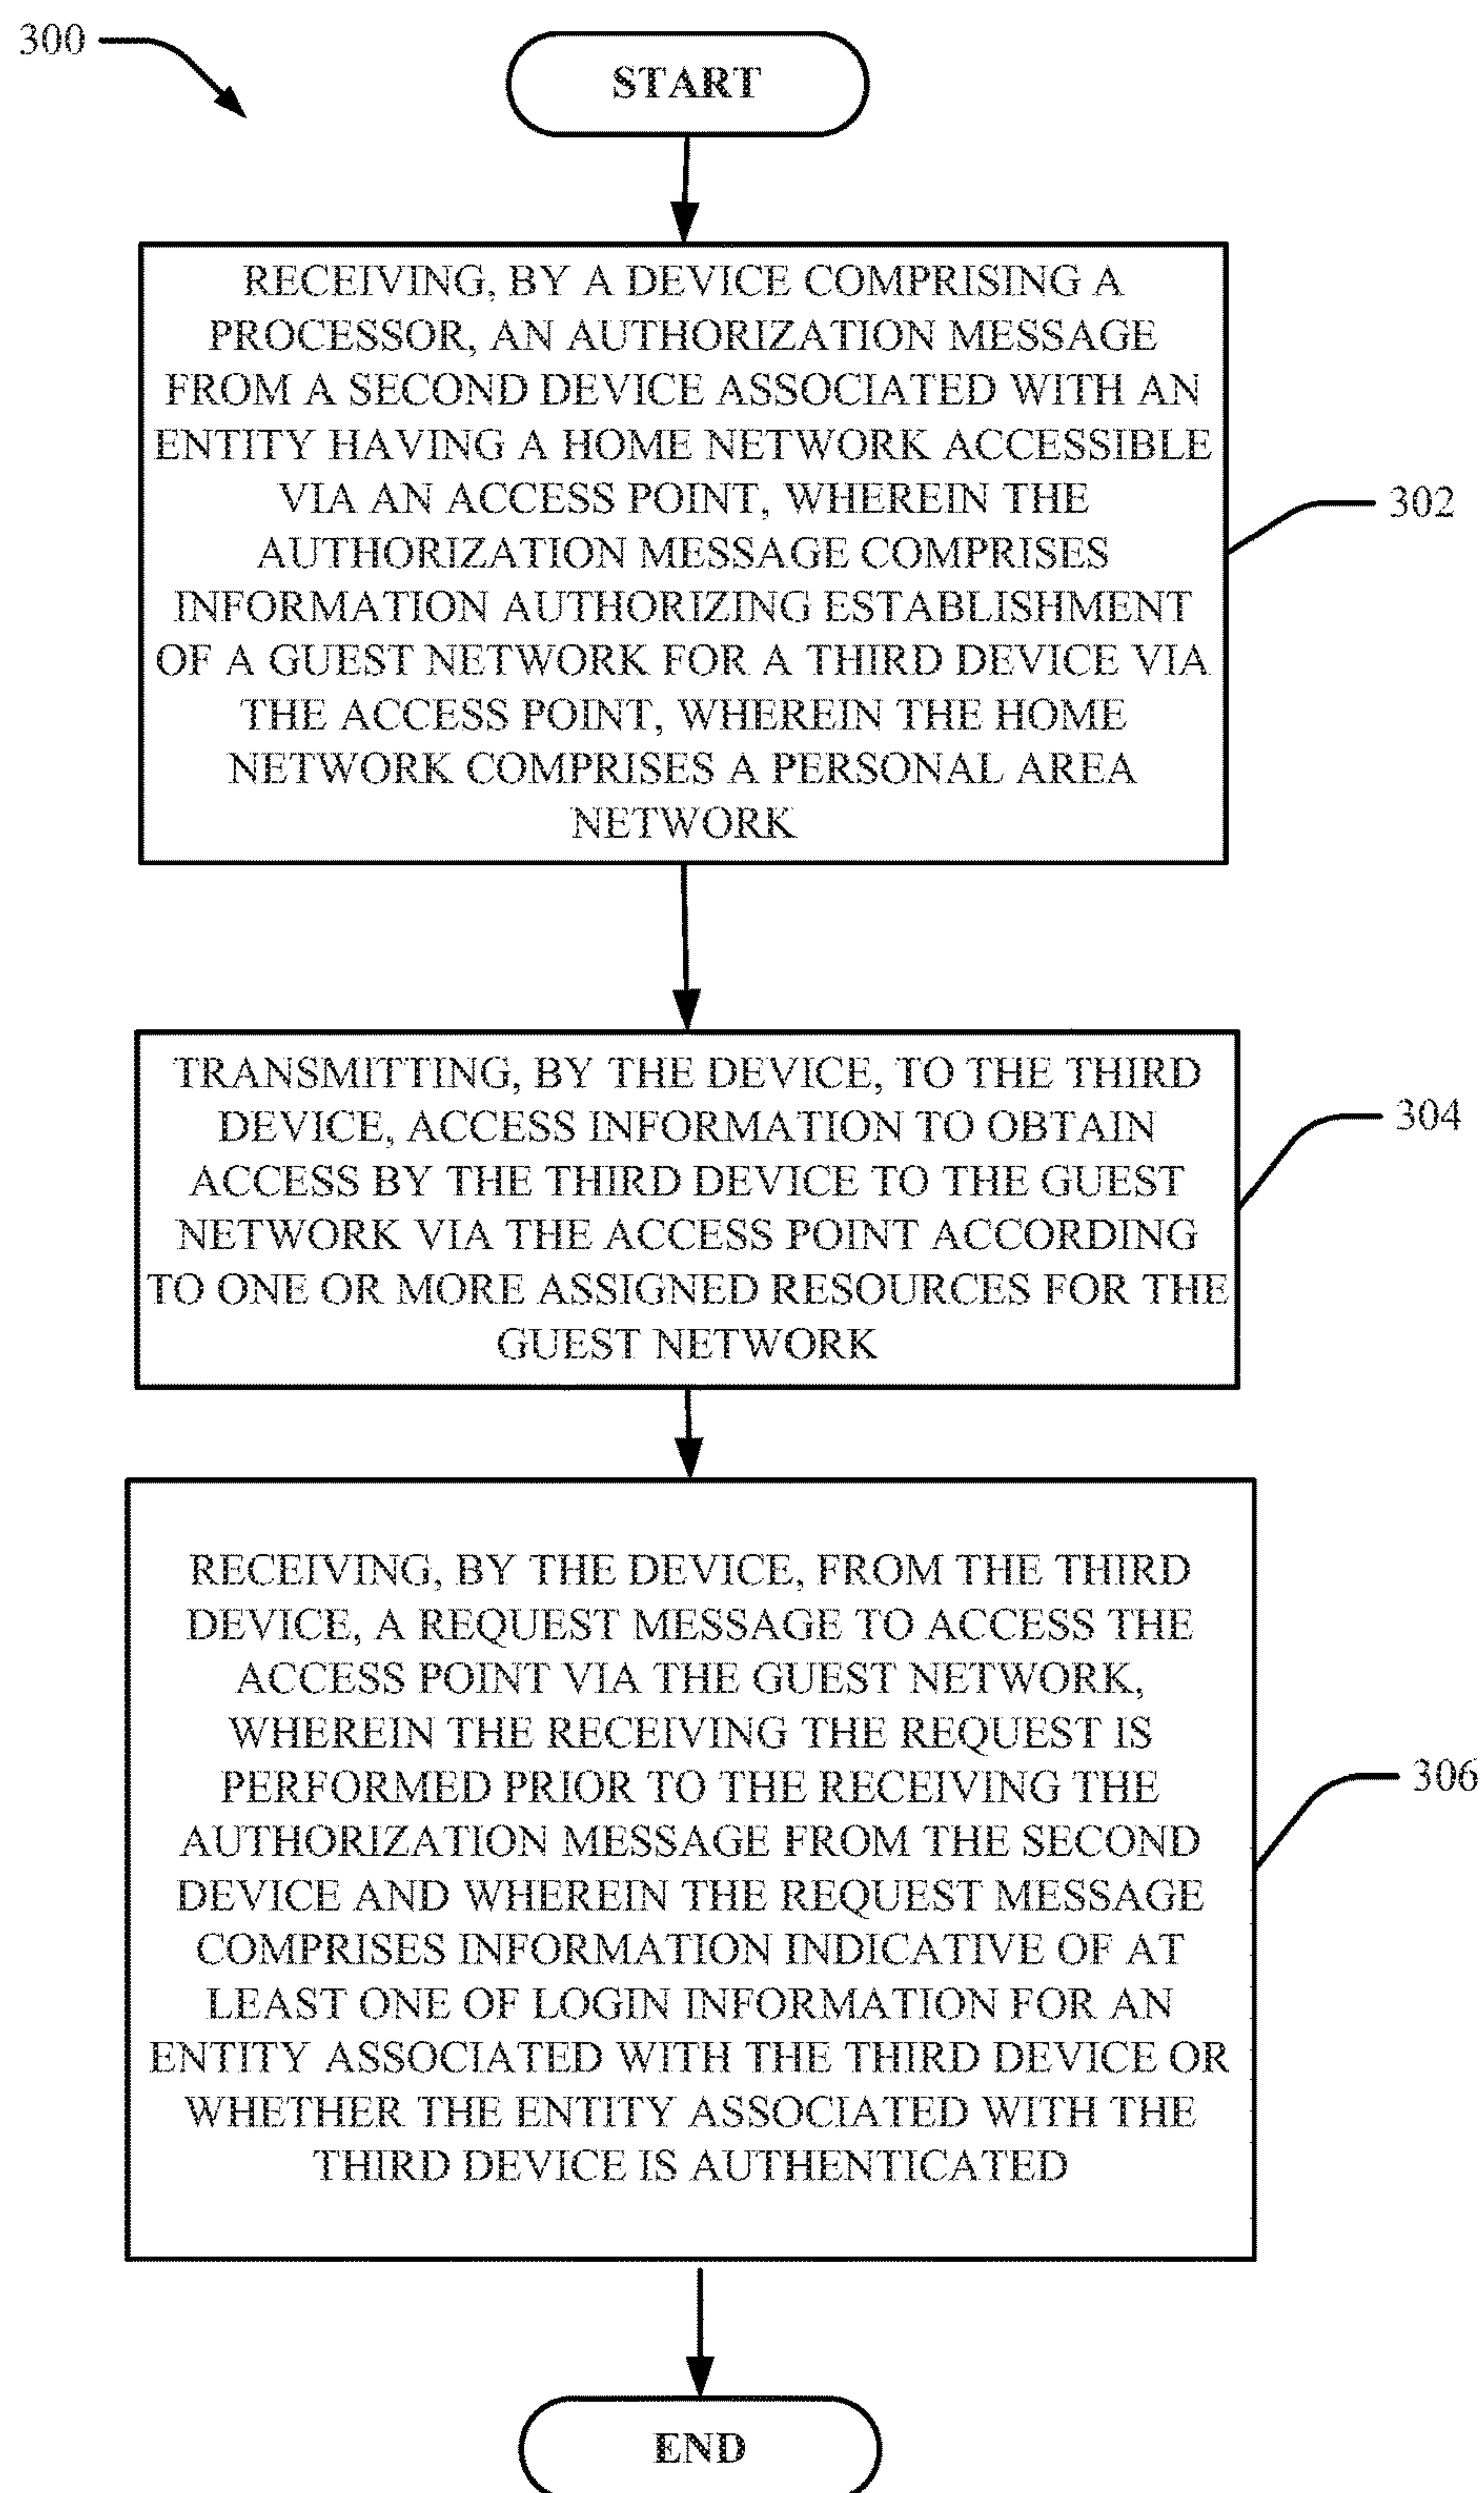 300
START
RECEIVING, BY A DEVICE COMPRISING A
PROCESSOR, AN AUTHORIZATION MESSAGE
FROM A SECOND DEVICE ASSOCIATED WITH AN
ENTITY HAVING A HOME NETWORK ACCESSIBLE
VIA AN ACCESS POINT, WHEREIN THE
AUTHORIZATION MESSAGE COMPRISES
INFORMATION AUTHORIZING ESTABLISHMENT
OF A GUEST NETWORK FOR A THIRD DEVICE VIA
THE ACCESS POINT, WHEREIN THE HOME
NETWORK COMPRISES A PERSONAL AREA
NETWORK
302
TRANSMITTING, BY THE DEVICE, TO THE THIRD
DEVICE, ACCESS INFORMATION TO OBTAIN
ACCESS BY THE THIRD DEVICE TO THE GUEST
NETWORK VIA THE ACCESS POINT ACCORDING
TO ONE OR MORE ASSIGNED RESOURCES FOR THE
GUEST NETWORK
304
RECEIVING, BY THE DEVICE, FROM THE THIRD
DEVICE, A REQUEST MESSAGE TO ACCESS THE
ACCESS POINT VIA THE GUEST NETWORK,
WHEREIN THE RECEIVING THE REQUEST IS
PERFORMED PRIOR TO THE RECEIVING THE
AUTHORIZATION MESSAGE FROM THE SECOND
DEVICE AND WHEREIN THE REQUEST MESSAGE
COMPRISES INFORMATION INDICATIVE OF AT
LEAST ONE OF LOGIN INFORMATION FOR AN
ENTITY ASSOCIATED WITH THE THIRD DEVICE OR
WHETHER THE ENTITY ASSOCIATED WITH THE
THIRD DEVICE IS AUTHENTICATED
306
END